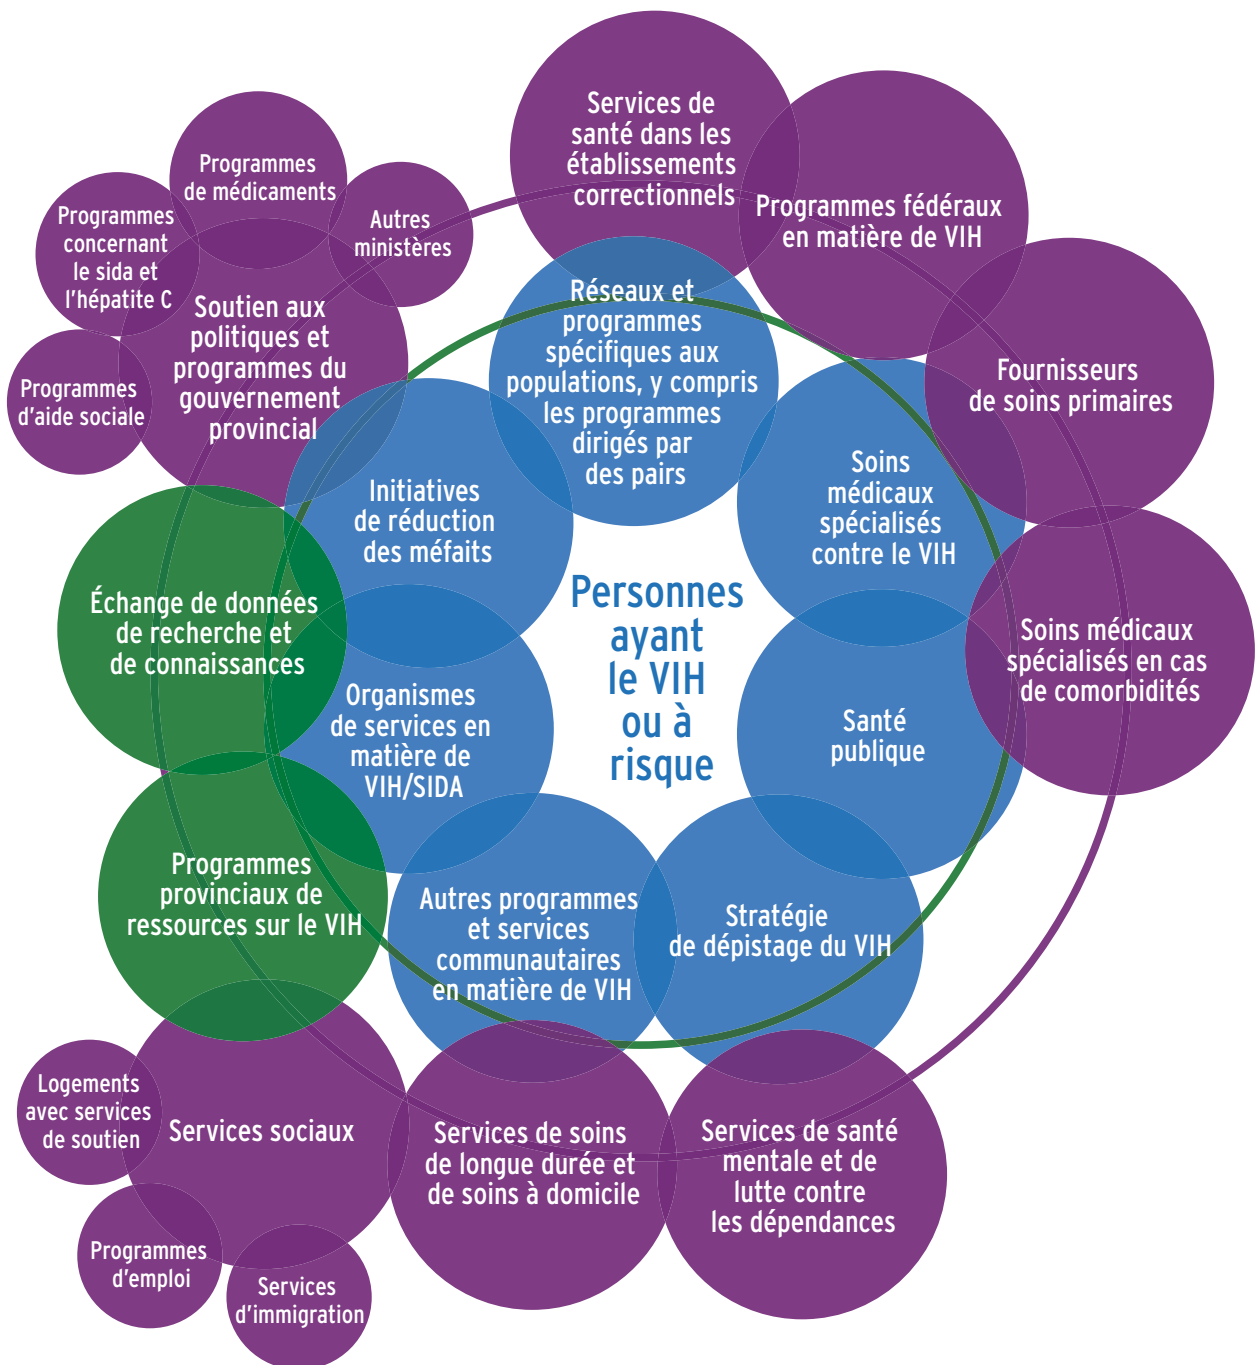 Services de
santé dans les
établissements
correctionnels
Programmes fédéraux
en matière de VIH
Fournisseurs
de soins primaires
Soins médicaux
spécialisés en cas
de comorbidités
Programmes
de médicaments
Autres
ministères
Programmes
concernant
le sida et
l'hépatite C
Programmes
d'aide sociale
Soutien aux
politiques et
programmes du
gouvernement
provincial
Réseaux et
programmes
spécifiques aux
populations, y compris
les programmes
dirigés par
des pairs
Initiatives
de réduction
des méfaits
Soins
médicaux
spécialisés
contre le VIH
Échange de données
de recherche et
de connaissances
Personnes
ayant
le VIH
ou à
risque
Organismes
de services en
matière de
VIH/SIDA
Santé
publique
Programmes
provinciaux de
ressources sur le VIH
Autres programmes
et services
communautaires
en matière de VIH
Stratégie
de dépistage du VIH
Logements
avec services
de soutien
Services sociaux
Services de soins
de longue durée et
de soins à domicile
Services de santé
mentale et de
lutte contre
les dépendances
Programmes
d'emploi
Services
d'immigration